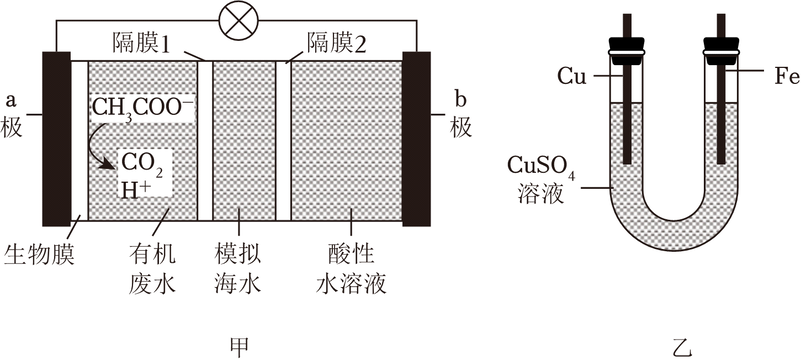 隔膜1
隔膜2
a
极
CH₃COO⁻
CO₂
H⁺
b
极
生物膜
有机
废水
模拟
海水
酸性
水溶液
甲
Cu
Fe
CuSO₄
溶液
乙